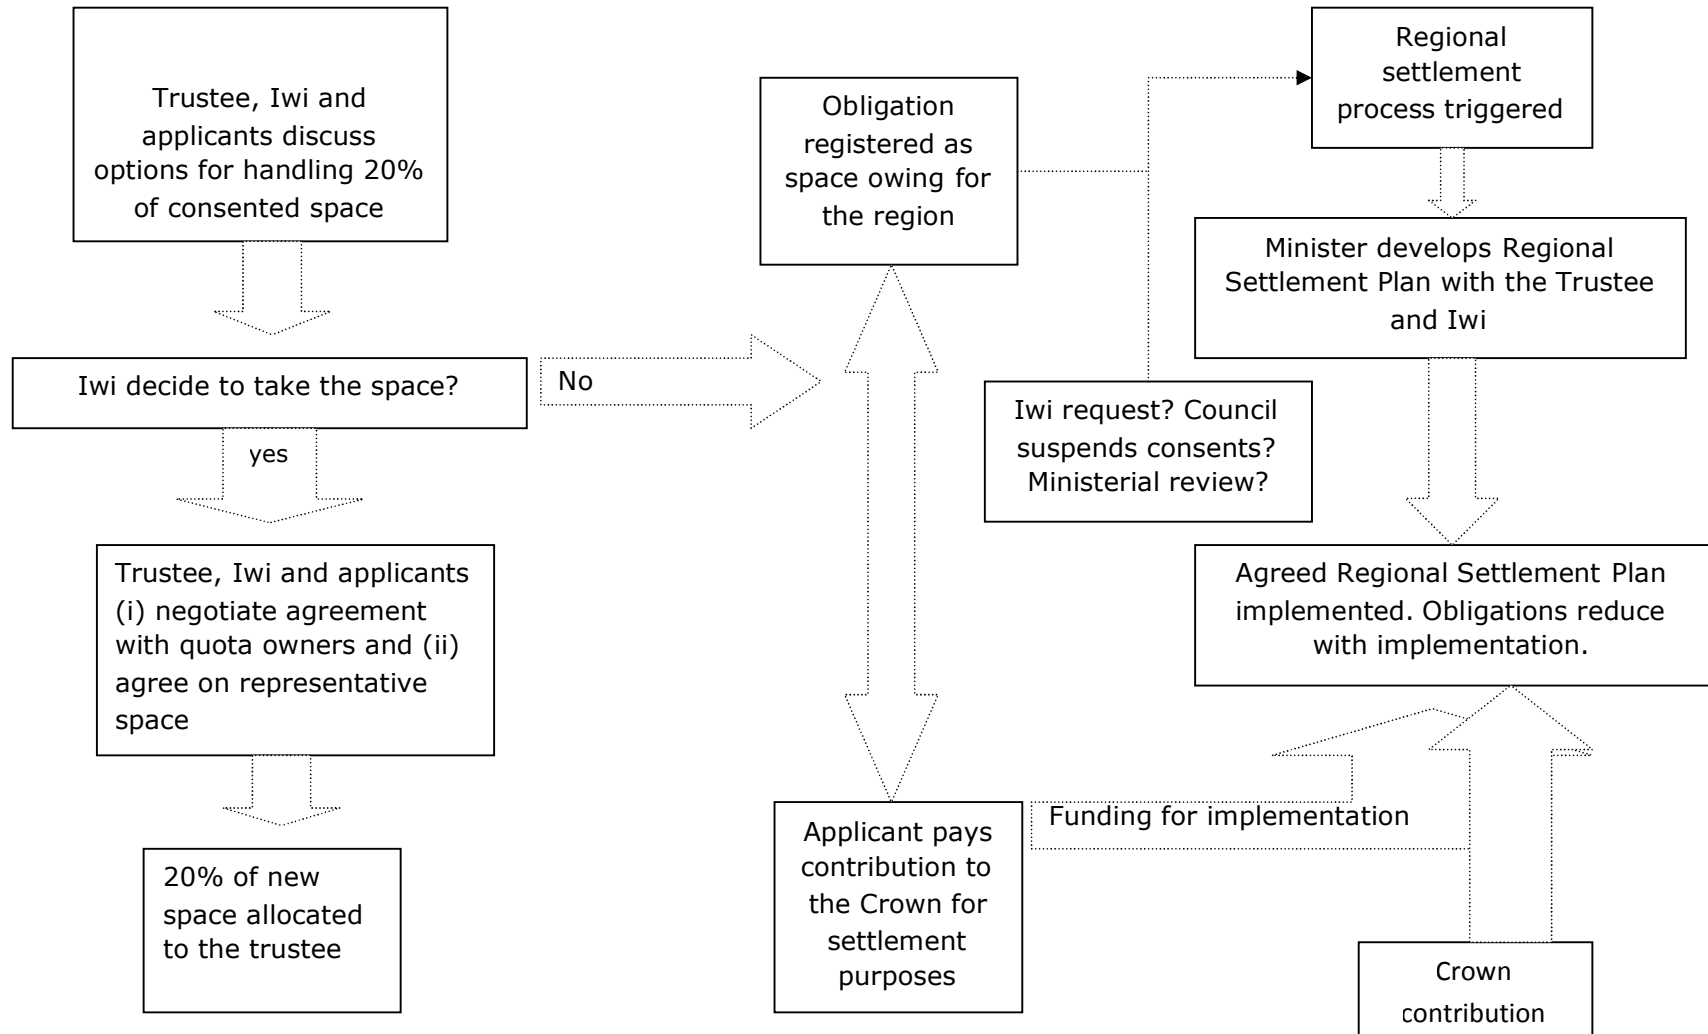 Trustee, Iwi and
applicants discuss
options for handling 20%
of consented space
Iwi decide to take the space?
No
yes
Trustee, Iwi and applicants
(i) negotiate agreement
with quota owners and (ii)
agree on representative
space
20% of new
space allocated
to the trustee
Obligation
registered as
space owing for
the region
Applicant pays
contribution to
the Crown for
settlement
purposes
Iwi request? Council
suspends consents?
Ministerial review?
Regional
settlement
process triggered
Minister develops Regional
Settlement Plan with the Trustee
and Iwi
Agreed Regional Settlement Plan
implemented. Obligations reduce
with implementation.
Funding for implementation
Crown
contribution